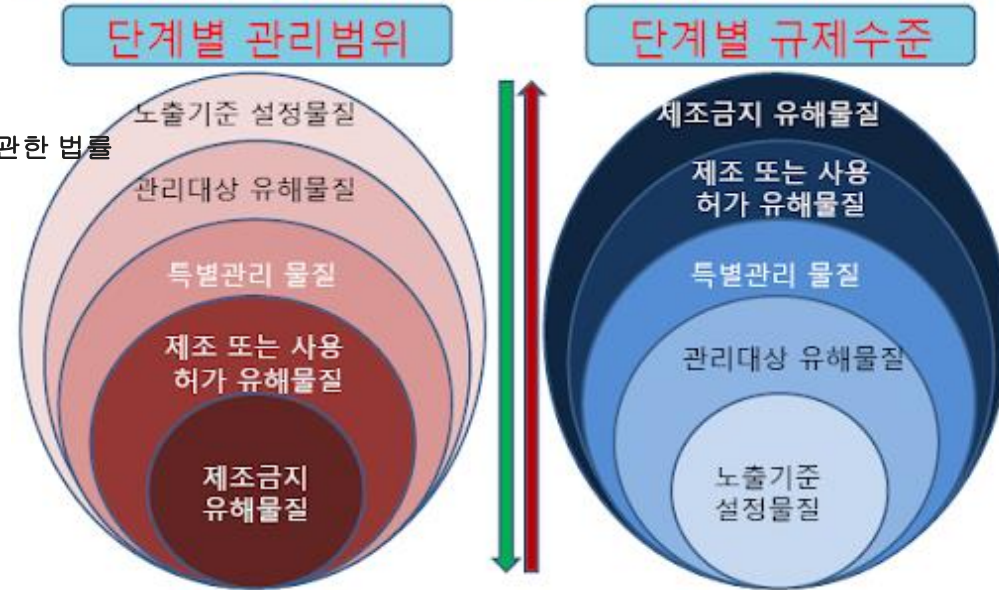 단계별 관리범위
단계별 규제수준
관한 법률
노출기준 설정물질
관리대상 유해물질
특별관리 물질
제조 또는 사용
허가 유해물질
제조금지
유해물질
제조금지 유해물질
제조 또는 사용
허가 유해물질
특별관리 물질
관리대상 유해물질
노출기준
설정물질